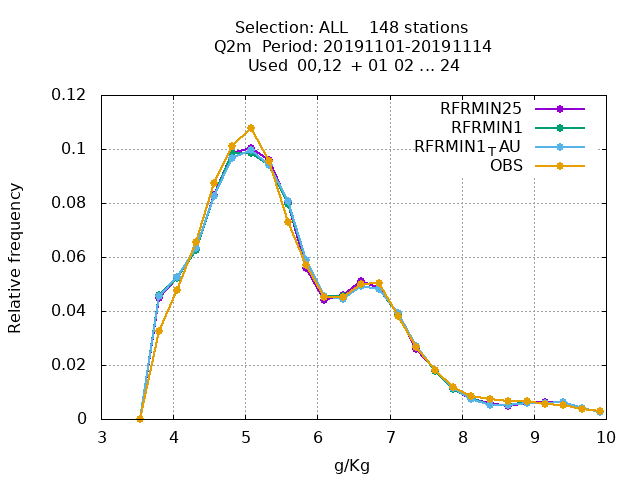 Selection: ALL    148 stations
Q2m  Period: 20191101-20191114
Used  00,12  + 01 02 ... 24
0.12
0.1
0.08
0.06
0.04
0.02
0
3 4 5 6 7 8 9 10
Relative frequency
g/Kg
RFRMIN25
RFRMIN1
RFRMIN1┬AU
OBS